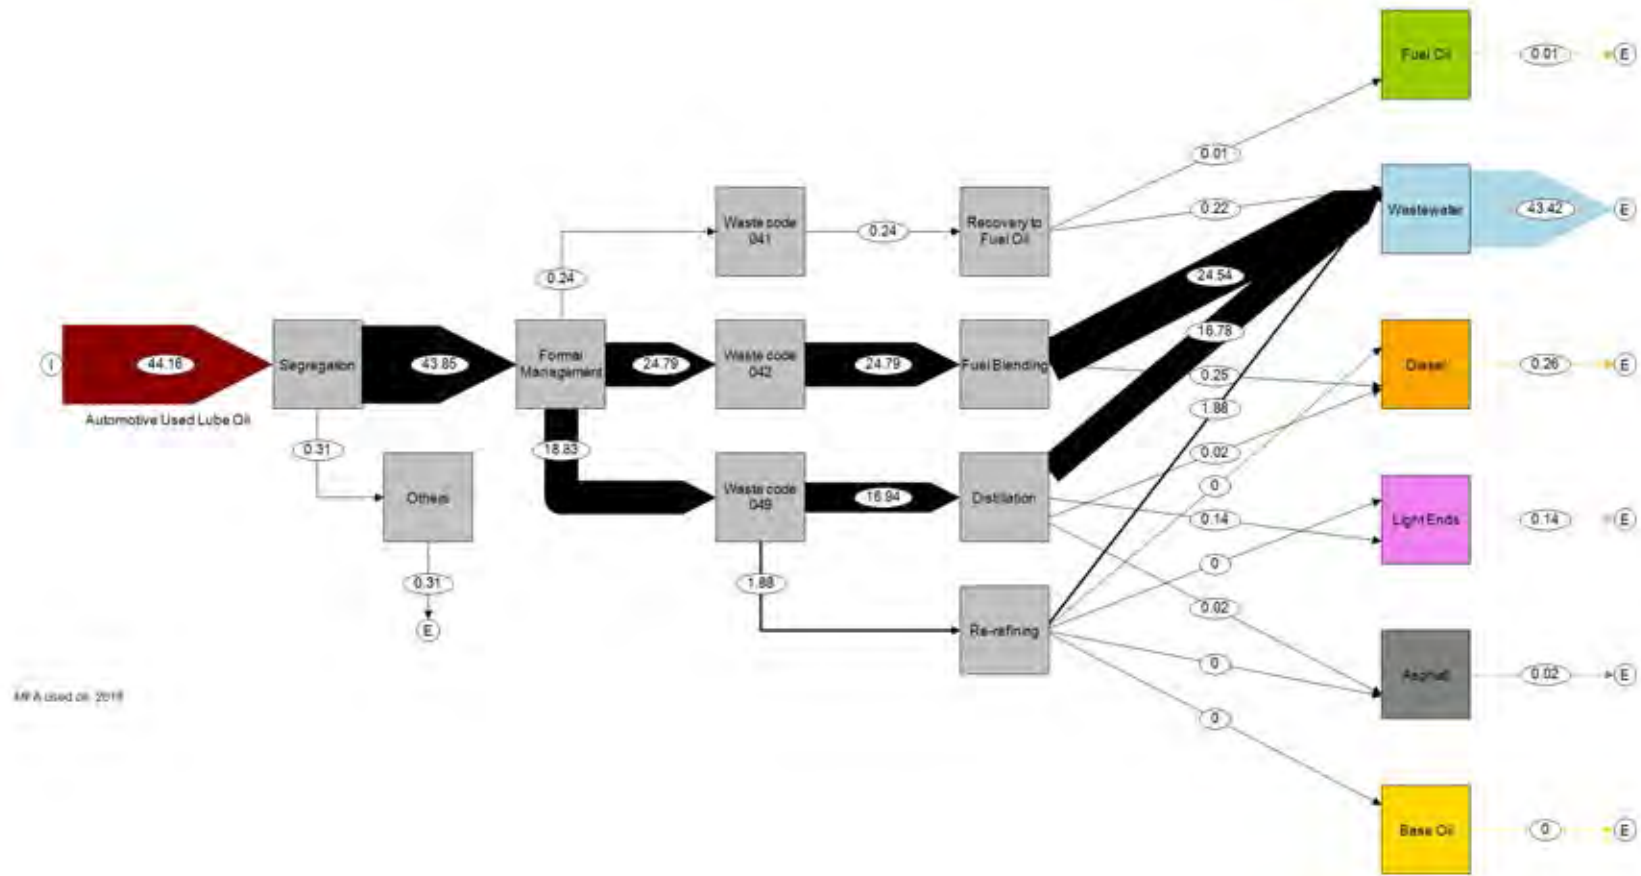 Fuel Oil
0.01
E
0.01
Waste code
041
0.24
Recovery to
Fuel Oil
0.22
Wastewater
43.42
E
0.24
24.54
I
44.16
Automotive Used Lube Oil
Segregation
43.85
Formal
Management
24.79
Waste code
042
24.79
Fuel Blending
16.78
0.25
Diesel
0.26
E
1.88
0.31
Others
0.31
E
18.83
Waste code
049
16.94
Distillation
0.02
0
0.14
Light Ends
0.14
E
0
1.88
Re-refining
0.02
0
Asphalt
0.02
E
0
Base Oil
0
E